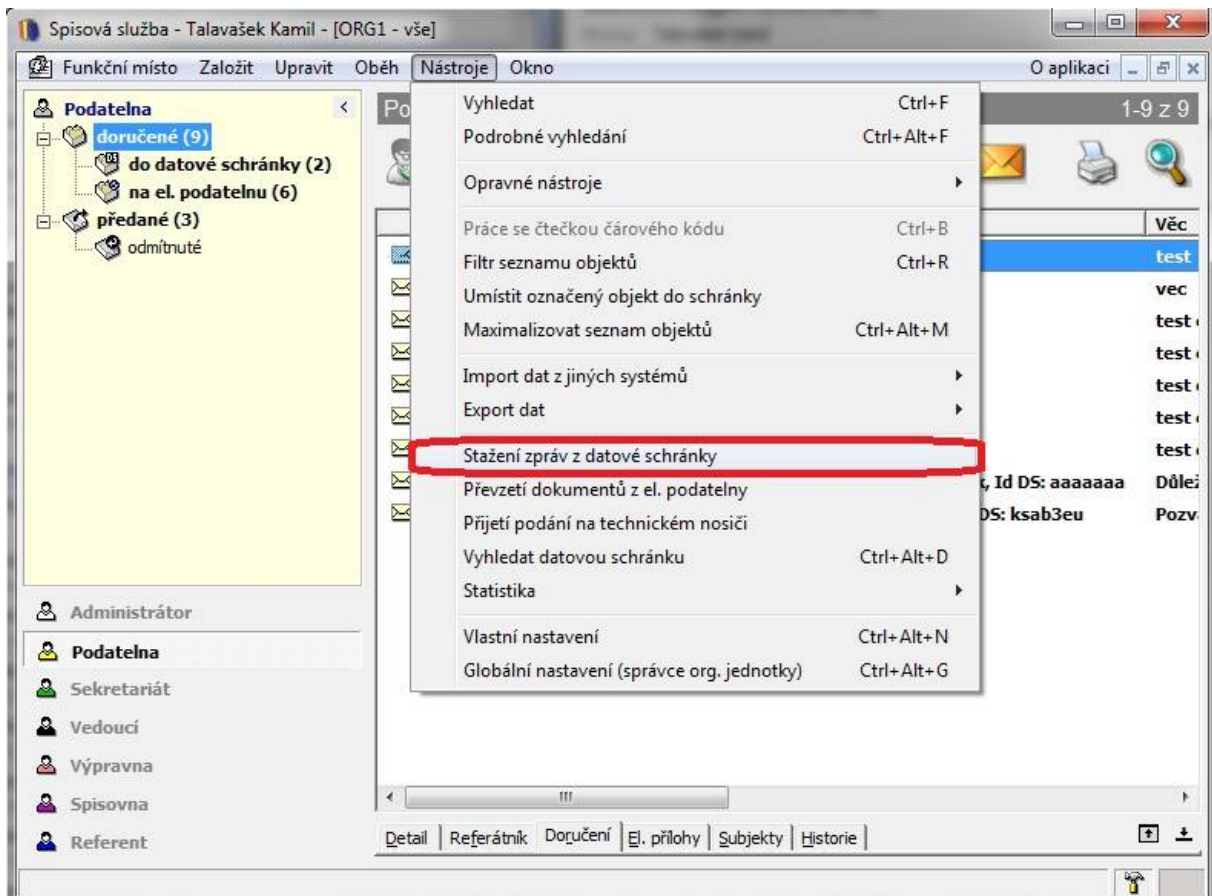 Spisová služba - Talavašek Kamil - [ORG1 - vše]
Funkční místo Založit Upravit Oběh Nástroje Okno O aplikaci
Podatelna
doručené (9)
do datové schránky (2)
na el. podatelnu (6)
předané (3)
odmítnuté
Administrátor
Podatelna
Sekretariát
Vedoucí
Výpravna
Spisovna
Referent
Po 1-9 z 9
Vyhledat Ctrl+F
Podrobné vyhledání Ctrl+Alt+F
Opravné nástroje
Práce se čtečkou čárového kódu Ctrl+B
Filtr seznamu objektů Ctrl+R
Umístit označený objekt do schránky
Maximalizovat seznam objektů Ctrl+Alt+M
Import dat z jiných systémů
Export dat
Stažení zpráv z datové schránky
Převzetí dokumentů z el. podatelny
Přijetí podání na technickém nosiči
Vyhledat datovou schránku Ctrl+Alt+D
Statistika
Vlastní nastavení Ctrl+Alt+N
Globální nastavení (správce org. jednotky) Ctrl+Alt+G
Věc
test
vec
test
test
test
test
test
, Id DS: aaaaaaa Důlež
DS: ksab3eu Pozv
Detail Referátník Doručení El. přílohy Subjekty Historie